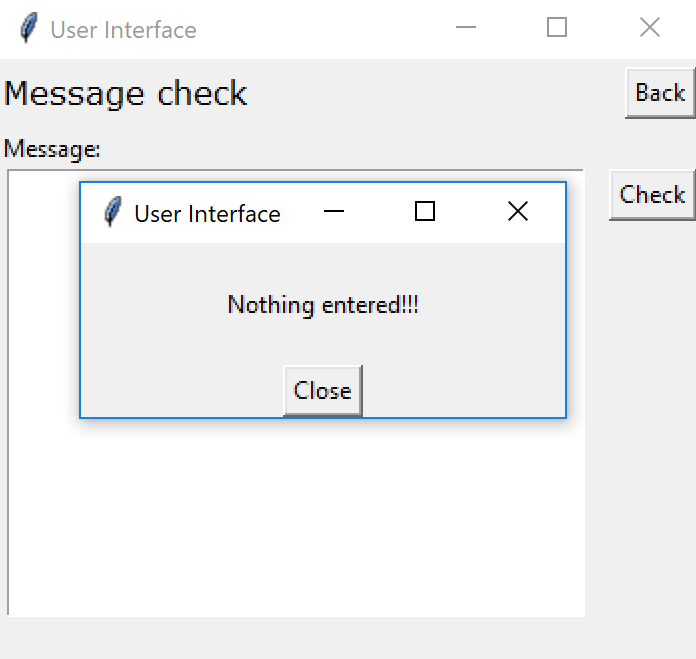 User Interface
Message check
Back
Message:
Check
User Interface
Nothing entered!!!
Close